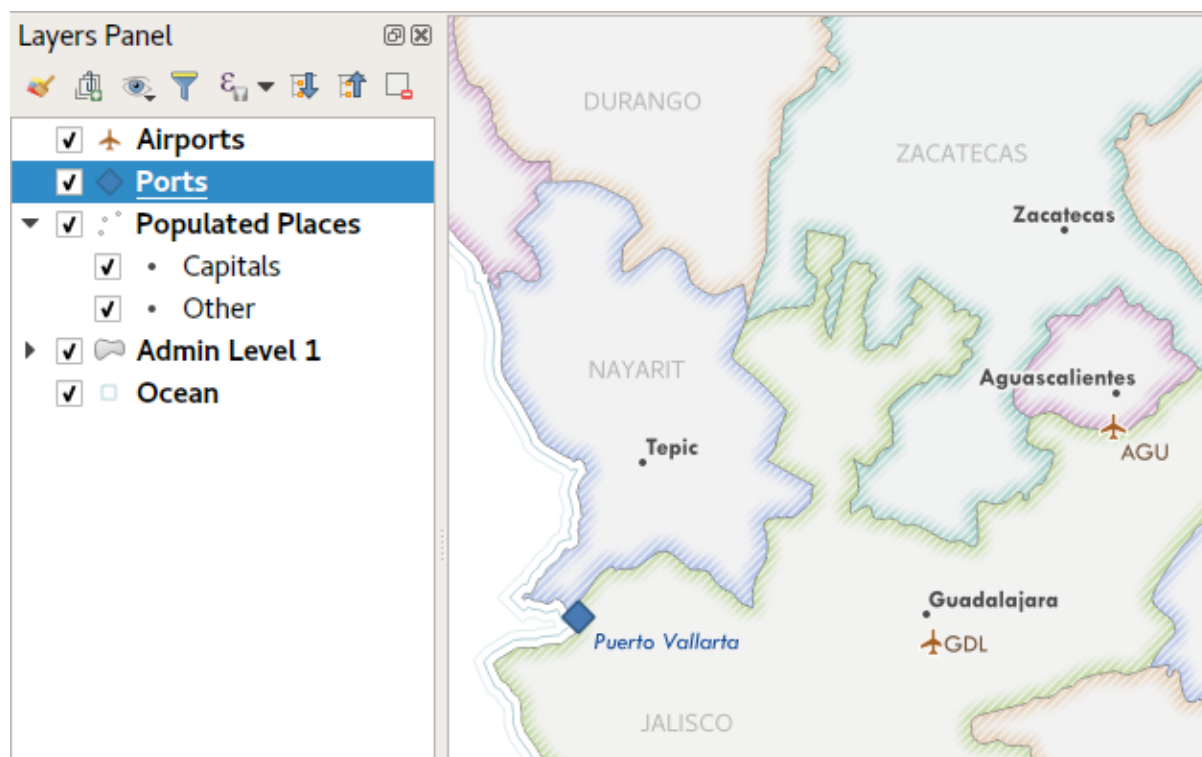 Layers Panel
Airports
Ports
Populated Places
Capitals
Other
Admin Level 1
Ocean
DURANGO
ZACATECAS
Zacatecas
NAYARIT
Aguascalientes
Tepic
AGU
Guadalajara
Puerto Vallarta
GDL
JALISCO